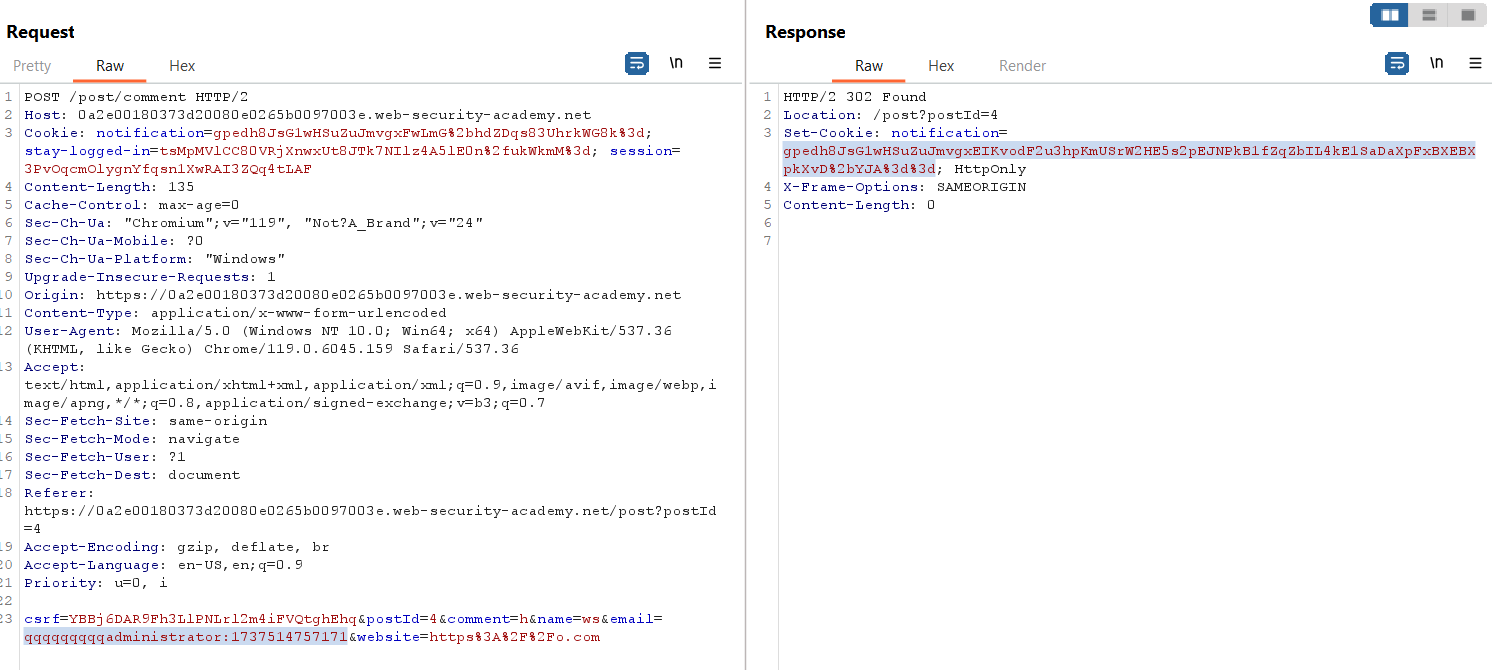 Request
Pretty Raw Hex
\n
1 POST /post/comment HTTP/2
2 Host: 0a2e00180373d20080e0265b0097003e.web-security-academy.net
3 Cookie: notification=gpedh8JsG1wHSuZuJmvgxFwLmG%2bhdZDqs83UhrkWG8k%3d;
stay-logged-in=tsMpMVlCC80VRjXnwxUt8JTk7NIlz4A5lE0n%2fukWkmM%3d; session=
3PvOqcmOlygnYfqsnlXwRAI3ZQq4tLAF
4 Content-Length: 135
5 Cache-Control: max-age=0
6 Sec-Ch-Ua: "Chromium";v="119", "Not?A_Brand";v="24"
7 Sec-Ch-Ua-Mobile: ?0
8 Sec-Ch-Ua-Platform: "Windows"
9 Upgrade-Insecure-Requests: 1
10 Origin: https://0a2e00180373d20080e0265b0097003e.web-security-academy.net
11 Content-Type: application/x-www-form-urlencoded
12 User-Agent: Mozilla/5.0 (Windows NT 10.0; Win64; x64) AppleWebKit/537.36
(KHTML, like Gecko) Chrome/119.0.6045.159 Safari/537.36
13 Accept:
text/html,application/xhtml+xml,application/xml;q=0.9,image/avif,image/webp,i
mage/apng,*/*;q=0.8,application/signed-exchange;v=b3;q=0.7
14 Sec-Fetch-Site: same-origin
15 Sec-Fetch-Mode: navigate
16 Sec-Fetch-User: ?1
17 Sec-Fetch-Dest: document
18 Referer:
https://0a2e00180373d20080e0265b0097003e.web-security-academy.net/post?postId
=4
19 Accept-Encoding: gzip, deflate, br
20 Accept-Language: en-US,en;q=0.9
21 Priority: u=0, i
22
23 csrf=YBBj6DAR9Fh3LlPNLrl2m4iFVQtghEhq&postId=4&comment=h&name=ws&email=
qqqqqqqqqadministrator:1737514757171&website=https%3A%2F%2Fo.com
Response
Raw Hex Render
\n
1 HTTP/2 302 Found
2 Location: /post?postId=4
3 Set-Cookie: notification=
gpedh8JsG1wHSuZuJmvgxEIKvodF2u3hpKmUSrW2HE5s2pEJNPkB1fZqZbIL4kElSaDaXpFxBXEBX
pkXvD%2bYJA%3d%3d; HttpOnly
4 X-Frame-Options: SAMEORIGIN
5 Content-Length: 0
6
7